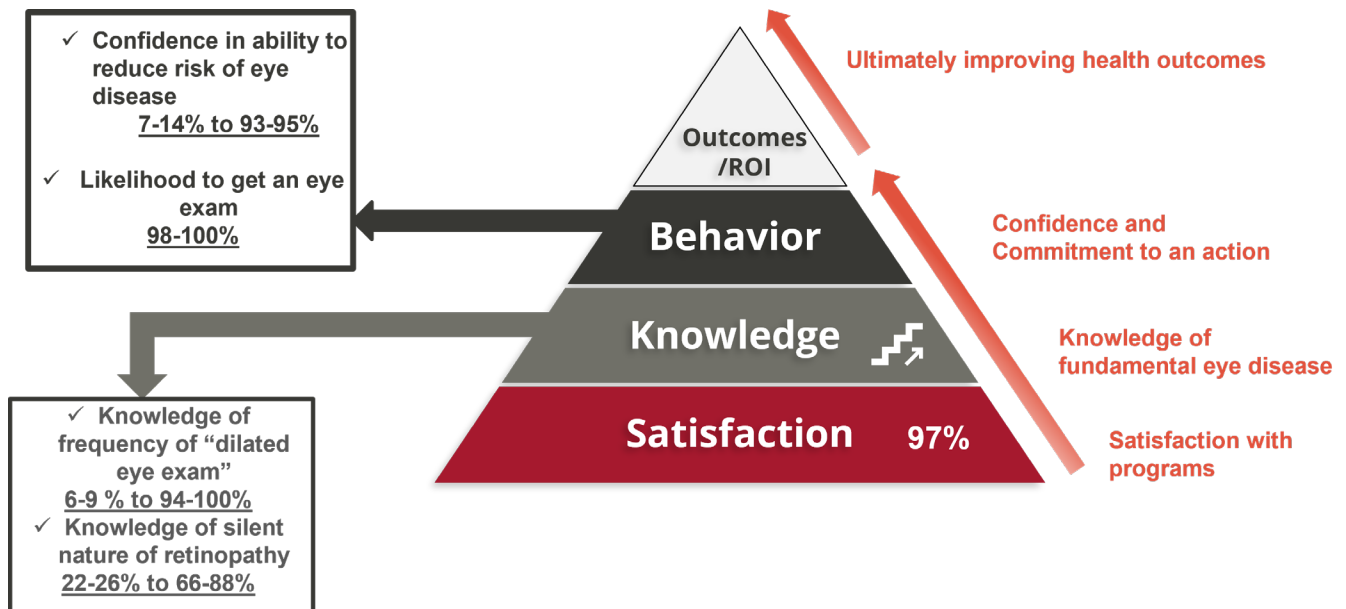 ✓ Confidence in ability to
reduce risk of eye
disease
7-14% to 93-95%
✓ Likelihood to get an eye
exam
98-100%
✓ Knowledge of
frequency of “dilated
eye exam”
6-9 % to 94-100%
✓ Knowledge of silent
nature of retinopathy
22-26% to 66-88%
Outcomes
/ROI
Behavior
Knowledge
Satisfaction 97%
Ultimately improving health outcomes
Confidence and
Commitment to an action
Knowledge of
fundamental eye disease
Satisfaction with
programs